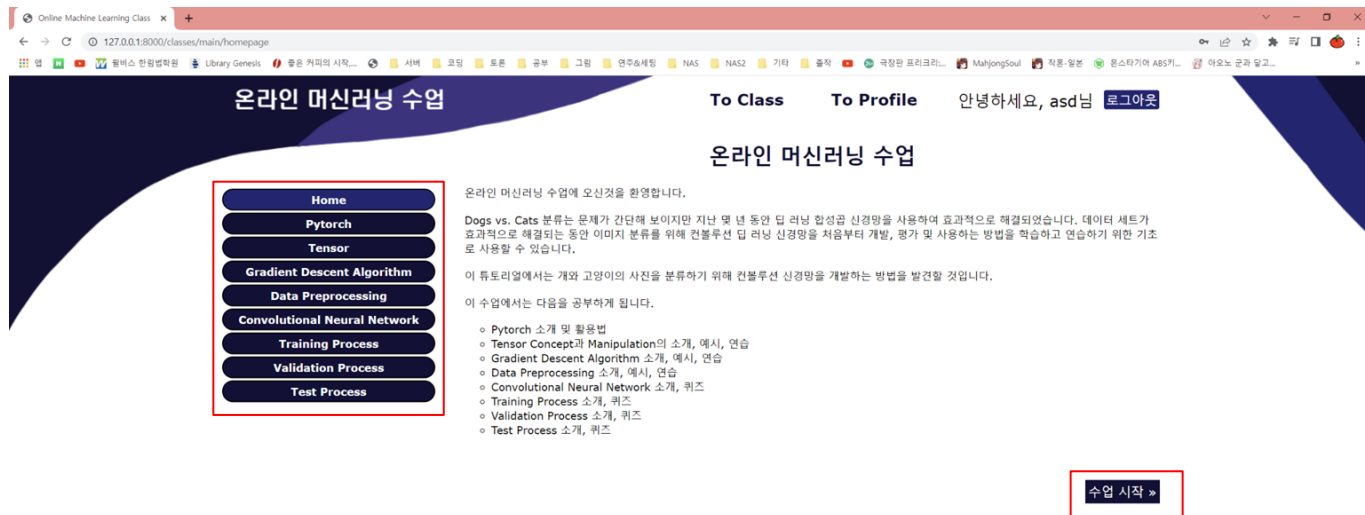 Online Machine Learning Class
127.0.0.1:8000/classes/main/homepage
앱 윌비스 한림법학원 Library Genesis 좋은 커피의 시작,... 서버 코딩 토론 공부 그림 연주&세팅 NAS NAS2 기타 출작 극장판 프리크리:... MahjongSoul 작혼-일본 몬스타기어 ABS키... 아오노 군과 닿고...
온라인 머신러닝 수업 To Class To Profile 안녕하세요, asd님 로그아웃
온라인 머신러닝 수업
Home
Pytorch
Tensor
Gradient Descent Algorithm
Data Preprocessing
Convolutional Neural Network
Training Process
Validation Process
Test Process
온라인 머신러닝 수업에 오신것을 환영합니다.
Dogs vs. Cats 분류는 문제가 간단해 보이지만 지난 몇 년 동안 딥 러닝 합성곱 신경망을 사용하여 효과적으로 해결되었습니다. 데이터 세트가
효과적으로 해결되는 동안 이미지 분류를 위해 컨볼루션 딥 러닝 신경망을 처음부터 개발, 평가 및 사용하는 방법을 학습하고 연습하기 위한 기초
로 사용할 수 있습니다.
이 튜토리얼에서는 개와 고양이의 사진을 분류하기 위해 컨볼루션 신경망을 개발하는 방법을 발견할 것입니다.
이 수업에서는 다음을 공부하게 됩니다.
Pytorch 소개 및 활용법
Tensor Concept과 Manipulation의 소개, 예시, 연습
Gradient Descent Algorithm 소개, 예시, 연습
Data Preprocessing 소개, 예시, 연습
Convolutional Neural Network 소개, 퀴즈
Training Process 소개, 퀴즈
Validation Process 소개, 퀴즈
Test Process 소개, 퀴즈
수업 시작 »